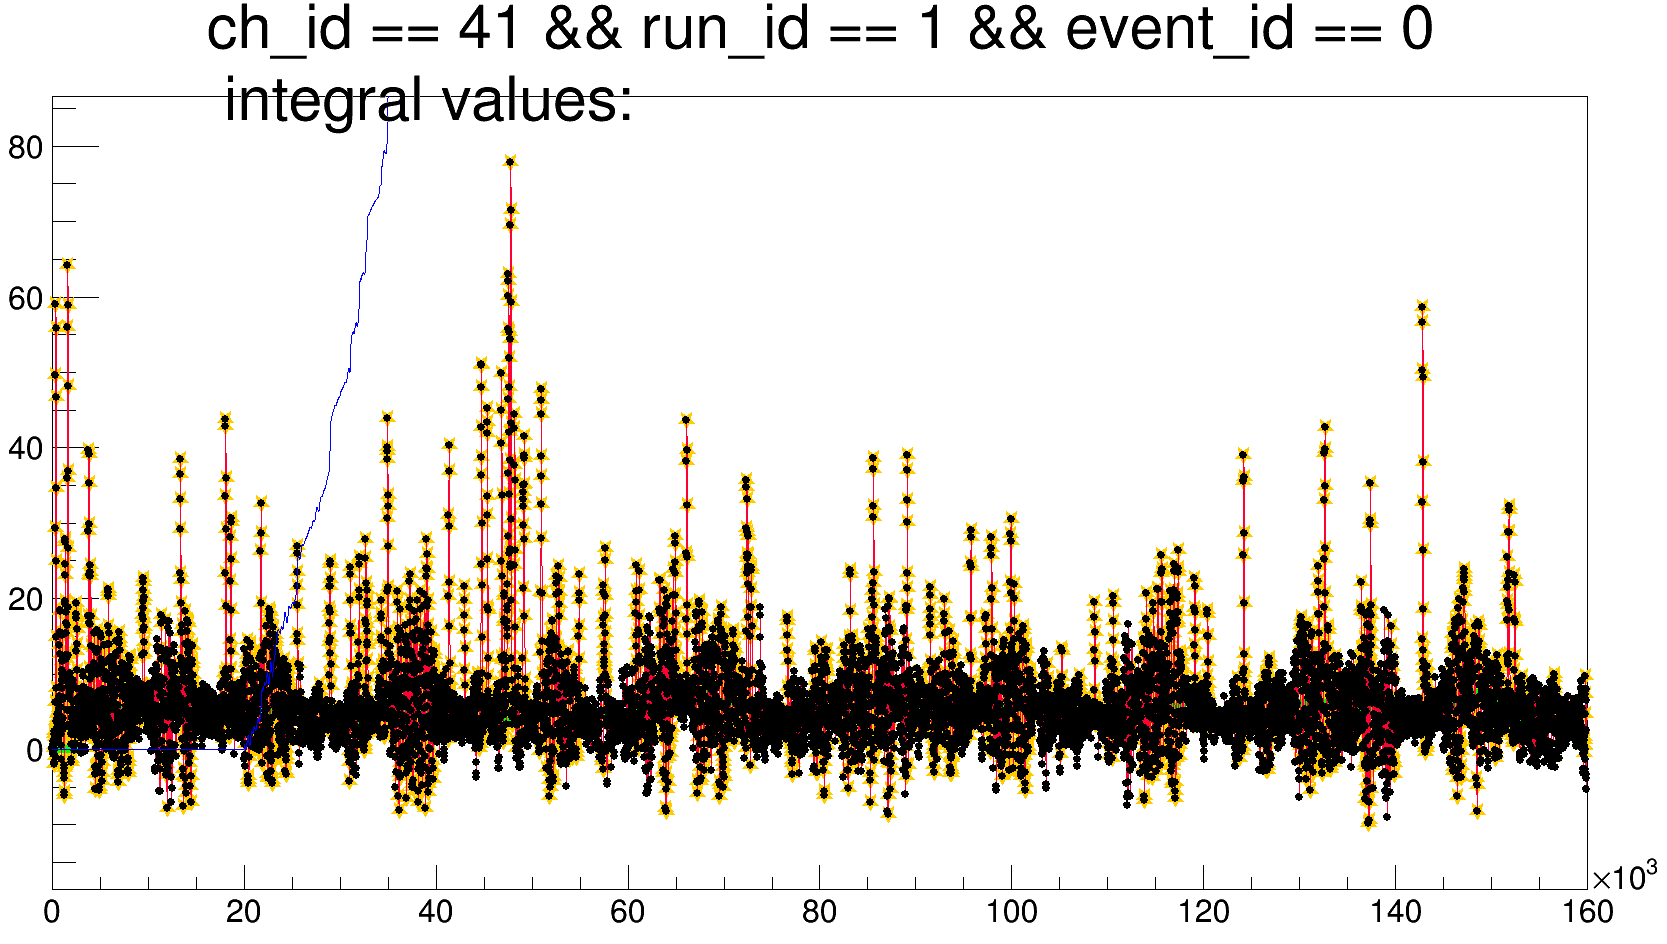 ch_id == 41 && run_id == 1 && event_id == 0
integral values:
80
60
40
20
0
×10³
0 20 40 60 80 100 120 140 160